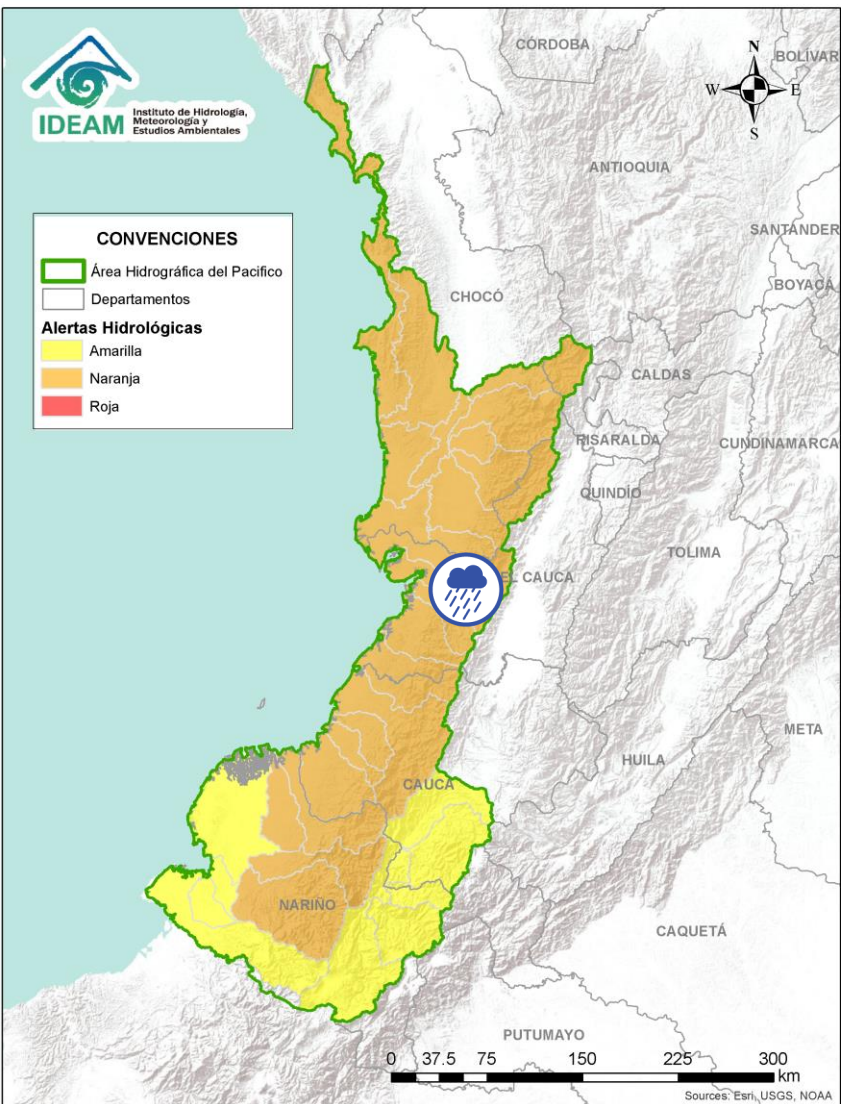 IDEAM
Instituto de Hidrología,
Meteorología y
Estudios Ambientales
CÓRDOBA
BOLÍVAR
N
W
E
S
ANTIOQUIA
SANTANDER
BOYACÁ
CONVENCIONES
Área Hidrográfica del Pacifico
Departamentos
Alertas Hidrológicas
Amarilla
Naranja
Roja
CHOCÓ
CALDAS
RISARALDA
CUNDINAMARCA
QUINDÍO
TOLIMA
EL CAUCA
META
HUILA
CAUCA
NARIÑO
CAQUETÁ
PUTUMAYO
0 37.5 75 150 225 300
km
Sources: Esri, USGS, NOAA